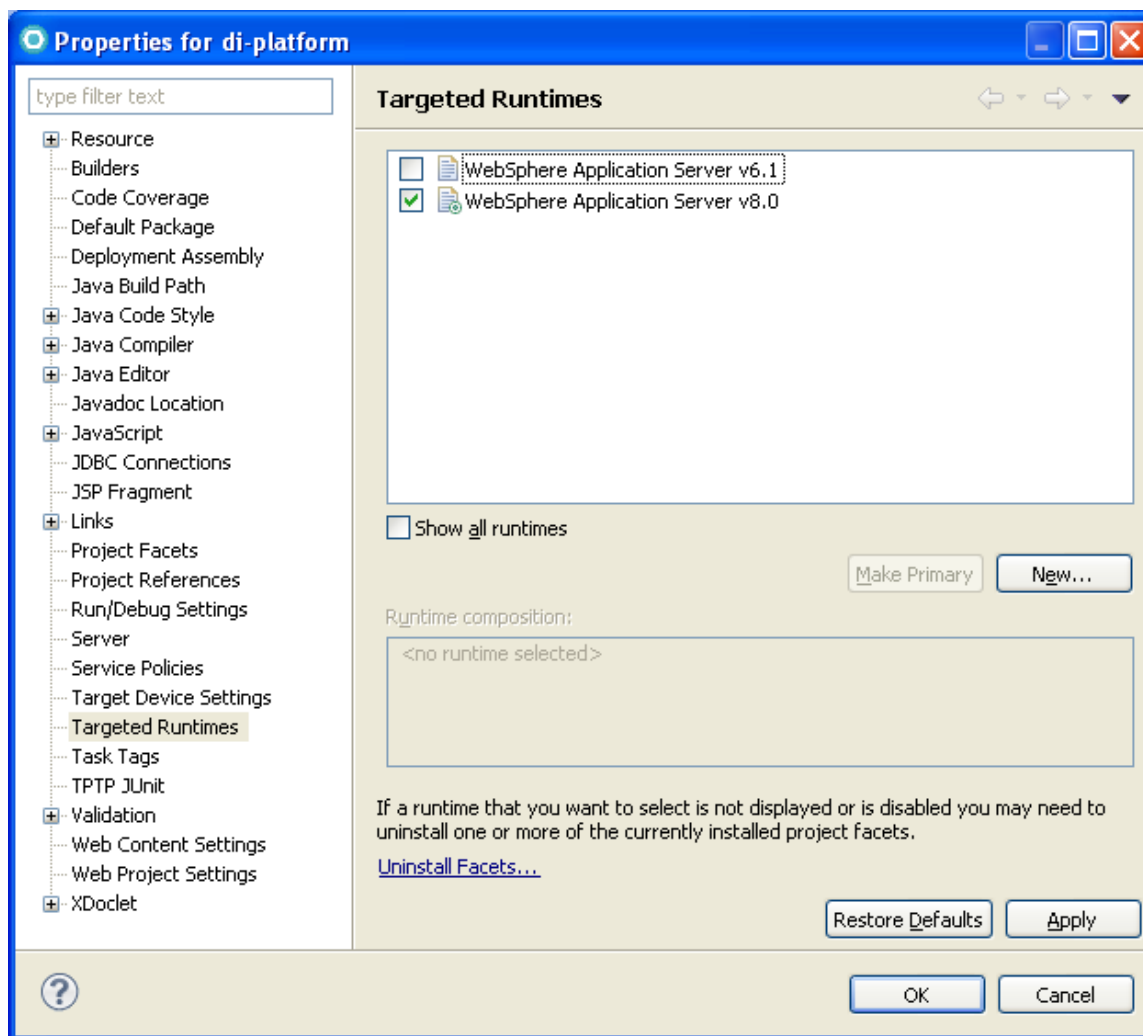 Properties for di-platform
type filter text
Resource
Builders
Code Coverage
Default Package
Deployment Assembly
Java Build Path
Java Code Style
Java Compiler
Java Editor
Javadoc Location
JavaScript
JDBC Connections
JSP Fragment
Links
Project Facets
Project References
Run/Debug Settings
Server
Service Policies
Target Device Settings
Targeted Runtimes
Task Tags
TPTP JUnit
Validation
Web Content Settings
Web Project Settings
XDoclet
Targeted Runtimes
WebSphere Application Server v6.1
WebSphere Application Server v8.0
Show all runtimes
Make Primary
New...
Runtime composition:
<no runtime selected>
If a runtime that you want to select is not displayed or is disabled you may need to
uninstall one or more of the currently installed project facets.
Uninstall Facets...
Restore Defaults
Apply
?
OK
Cancel